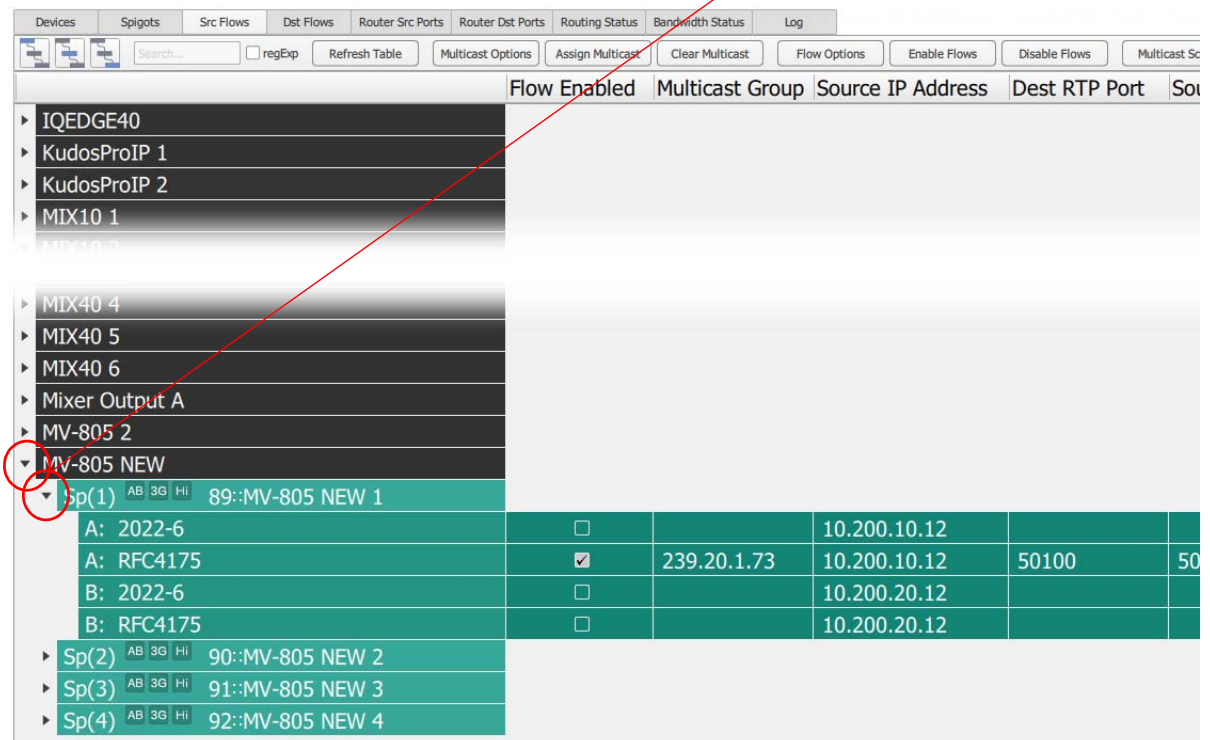 Devices Spigots Src Flows Dst Flows Router Src Ports Router Dst Ports Routing Status Bandwidth Status Log
Search... regExp Refresh Table Multicast Options Assign Multicast Clear Multicast Flow Options Enable Flows Disable Flows Multicast Sc
Flow Enabled Multicast Group Source IP Address Dest RTP Port Sou
IQEDGE40
KudosProIP 1
KudosProIP 2
MIX10 1
MIX10 2
MIX40 4
MIX40 5
MIX40 6
Mixer Output A
MV-805 2
MV-805 NEW
Sp(1) AB 3G Hi 89::MV-805 NEW 1
A: 2022-6 10.200.10.12
A: RFC4175 239.20.1.73 10.200.10.12 50100 50
B: 2022-6 10.200.20.12
B: RFC4175 10.200.20.12
Sp(2) AB 3G Hi 90::MV-805 NEW 2
Sp(3) AB 3G Hi 91::MV-805 NEW 3
Sp(4) AB 3G Hi 92::MV-805 NEW 4